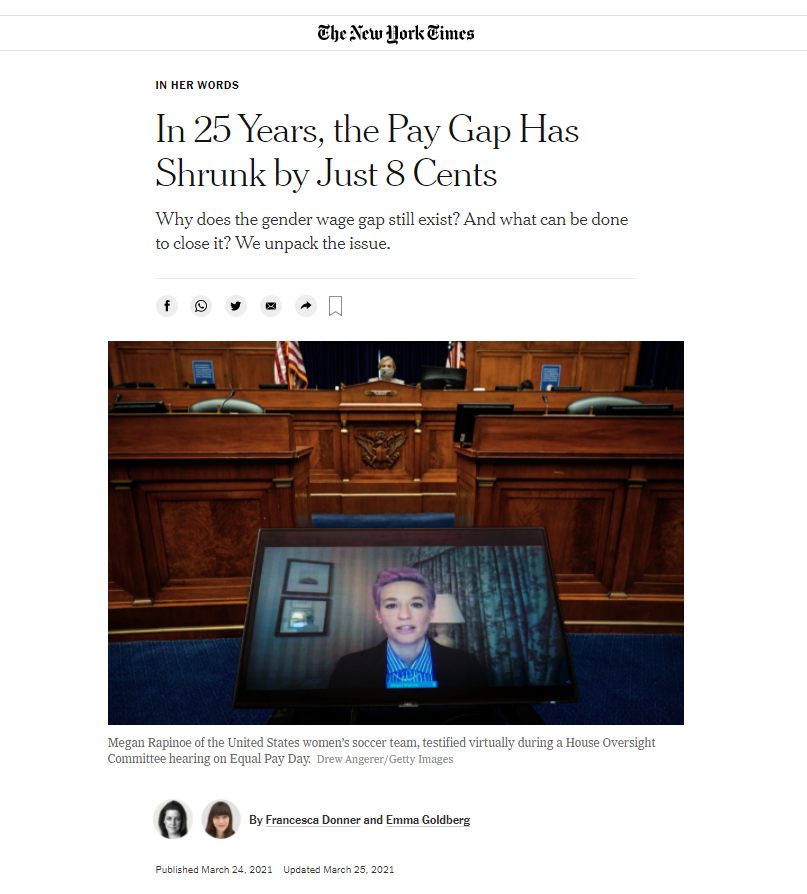 The New York Times
IN HER WORDS
In 25 Years, the Pay Gap Has
Shrunk by Just 8 Cents
Why does the gender wage gap still exist? And what can be done
to close it? We unpack the issue.
Megan Rapinoe of the United States women's soccer team, testified virtually during a House Oversight
Committee hearing on Equal Pay Day. Drew Angerer/Getty Images
By Francesca Donner and Emma Goldberg
Published March 24, 2021 Updated March 25, 2021